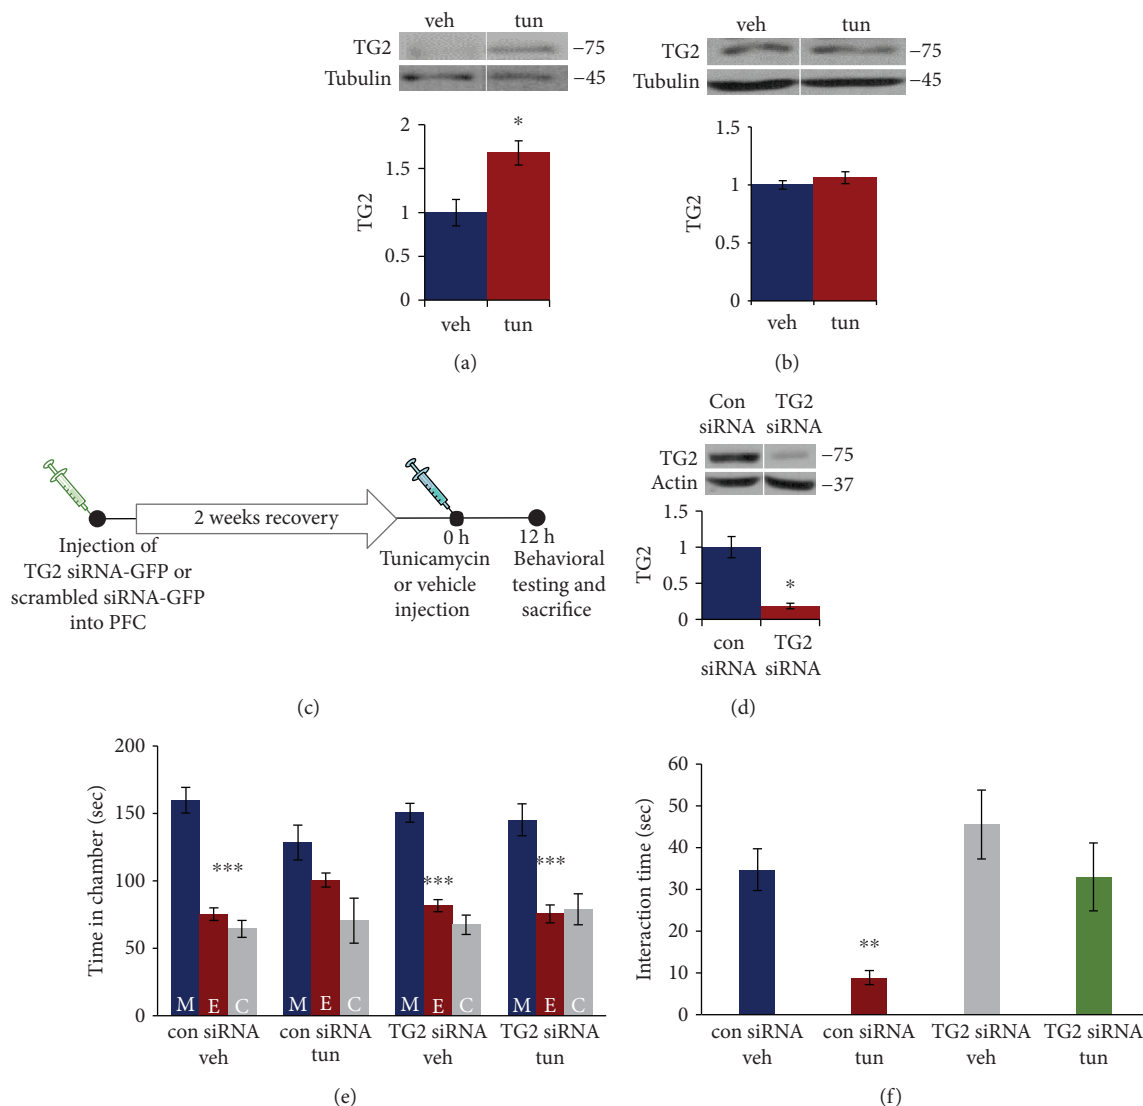 veh tun
TG2 −75
Tubulin −45
2
1.5
1
0.5
0
TG2
*
veh tun
(a)
veh tun
TG2 −75
Tubulin −45
1.5
1
0.5
0
TG2
veh tun
(b)
2 weeks recovery
Injection of
TG2 siRNA-GFP or
scrambled siRNA-GFP
into PFC
0 h
Tunicamycin
or vehicle
injection
12 h
Behavioral
testing and
sacrifice
(c)
Con TG2
siRNA siRNA
TG2 −75
Actin −37
1.5
1
0.5
0
TG2
*
con TG2
siRNA siRNA
(d)
200
150
100
50
0
Time in chamber (sec)
*** *** ***
M E C M E C M E C M E C
con siRNA con siRNA TG2 siRNA TG2 siRNA
veh tun veh tun
(e)
60
50
40
30
20
10
0
Interaction time (sec)
**
con siRNA con siRNA TG2 siRNA TG2 siRNA
veh tun veh tun
(f)